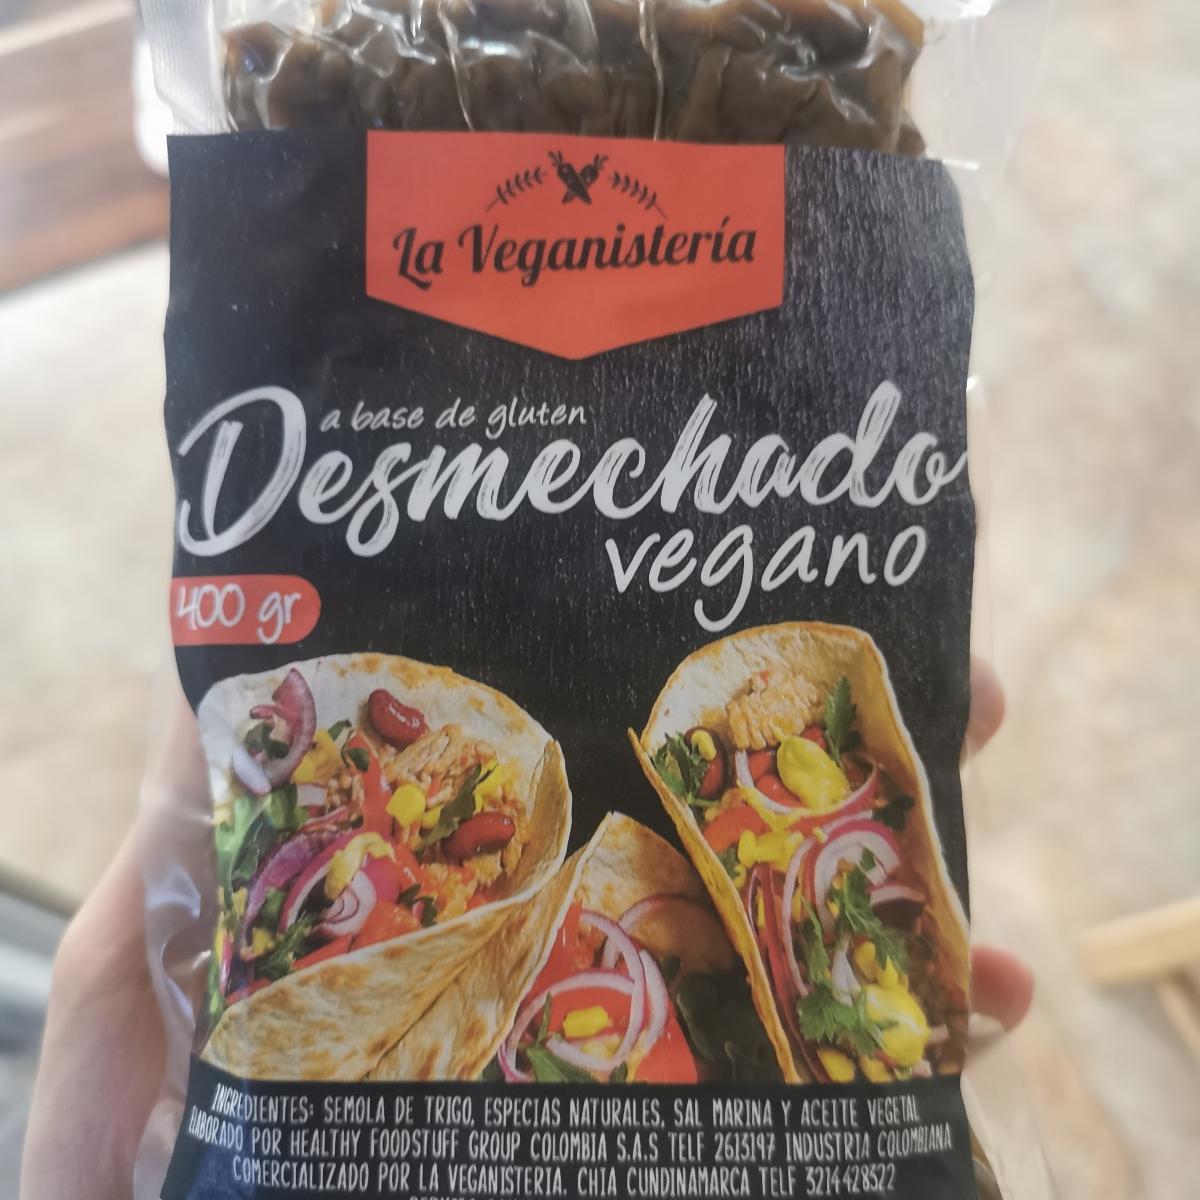 La Veganistería
a base de gluten
Desmechado
vegano
400 gr
INGREDIENTES: SEMOLA DE TRIGO, ESPECIAS NATURALES, SAL MARINA Y ACEITE VEGETAL
ELABORADO POR HEALTHY FOODSTUFF GROUP COLOMBIA S.A.S TELF 2613197 INDUSTRIA COLOMBIANA
COMERCIALIZADO POR LA VEGANISTERIA. CHIA CUNDINAMARCA TELF 3214428522